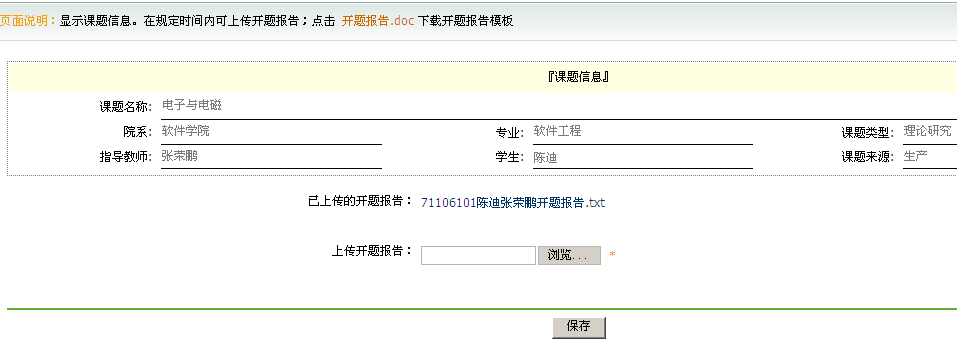 页面说明：显示课题信息。在规定时间内可上传开题报告；点击 开题报告.doc 下载开题报告模板
『课题信息』
课题名称: 电子与电磁
院系: 软件学院 专业: 软件工程 课题类型: 理论研究
指导教师: 张荣鹏 学生: 陈迪 课题来源: 生产
已上传的开题报告： 71106101陈迪张荣鹏开题报告.txt
上传开题报告： 浏览... *
保存